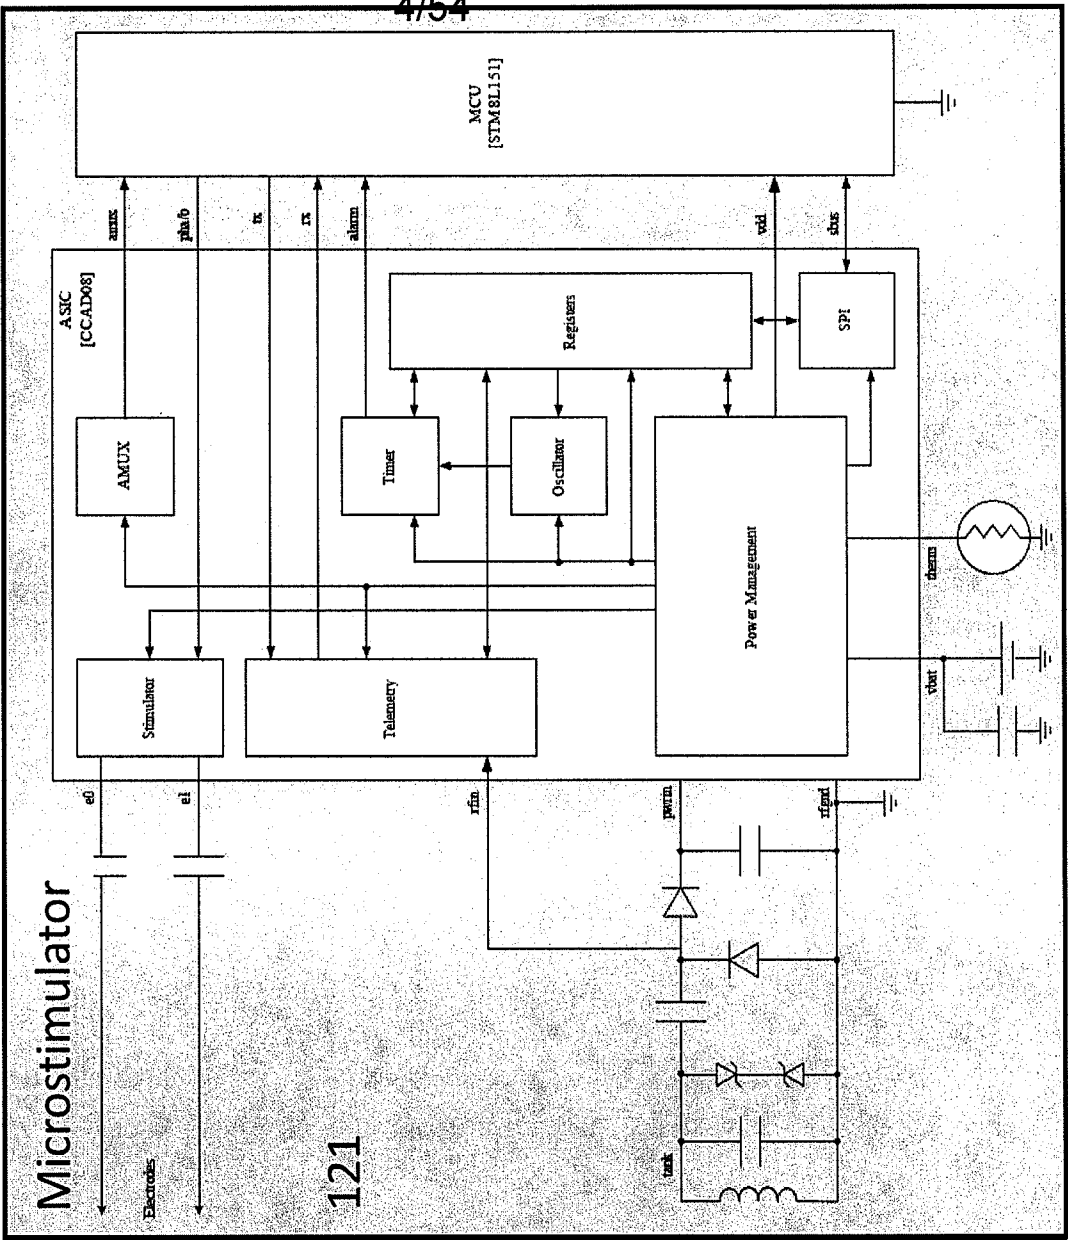 4/54
Microstimulator
121
Electrodes
e0
e1
rfin
tank
pwrin
rfgnd
ASIC
[CCAD08]
Stimulator
Telemetry
AMUX
Timer
Oscillator
Registers
Power Management
SPI
amux
pha/b
tx
rx
alarm
vdd
sbus
vbat
therm
MCU
[STM8L151]